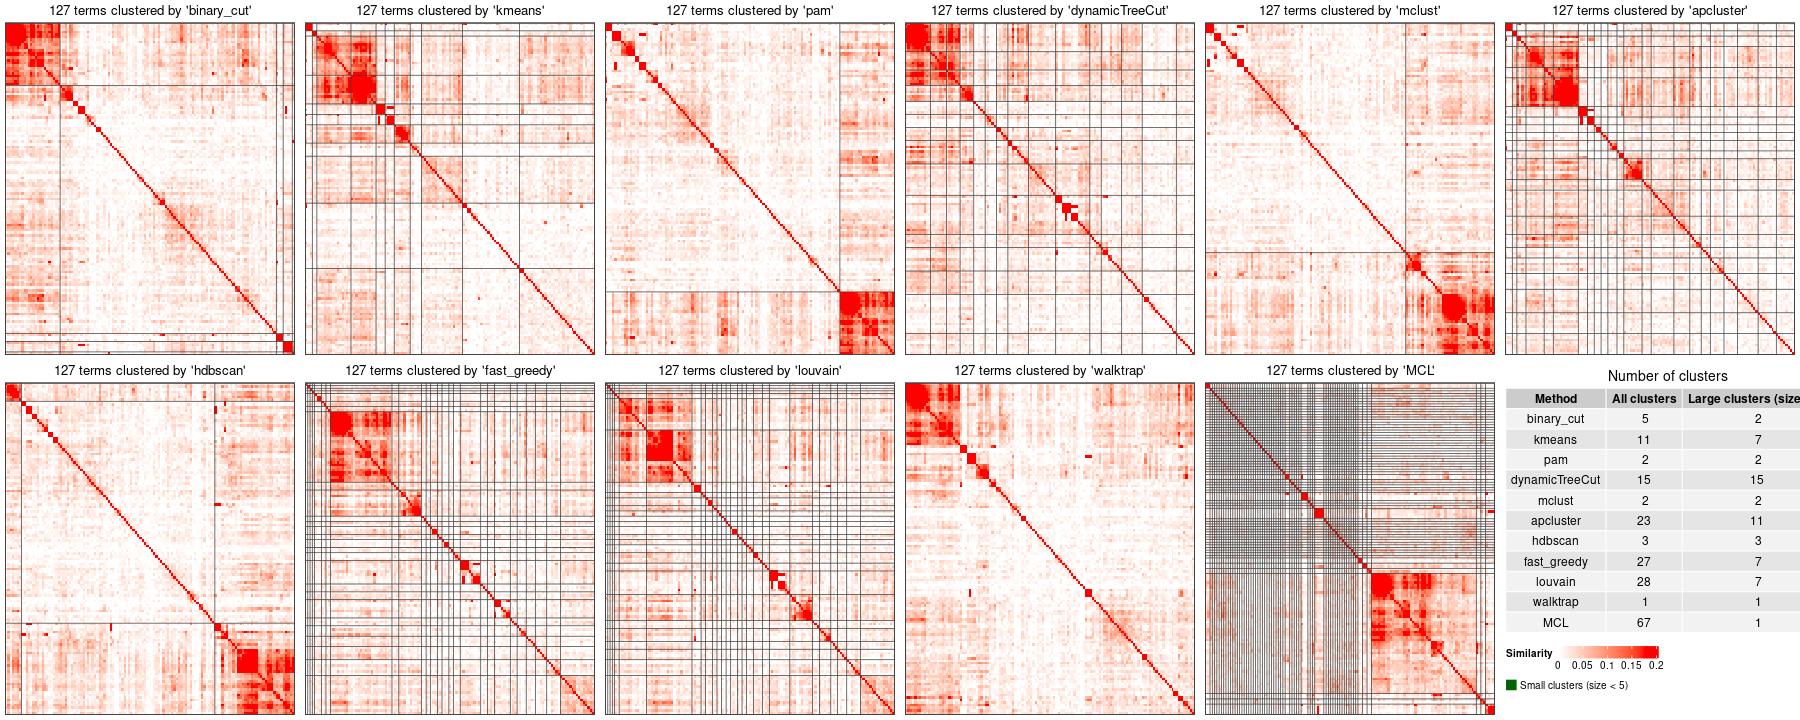 127 terms clustered by 'binary_cut'
127 terms clustered by 'kmeans'
127 terms clustered by 'pam'
127 terms clustered by 'dynamicTreeCut'
127 terms clustered by 'mclust'
127 terms clustered by 'apcluster'
127 terms clustered by 'hdbscan'
127 terms clustered by 'fast_greedy'
127 terms clustered by 'louvain'
127 terms clustered by 'walktrap'
127 terms clustered by 'MCL'
Number of clusters
Method All clusters Large clusters (size
binary_cut 5 2
kmeans 11 7
pam 2 2
dynamicTreeCut 15 15
mclust 2 2
apcluster 23 11
hdbscan 3 3
fast_greedy 27 7
louvain 28 7
walktrap 1 1
MCL 67 1
Similarity
0 0.05 0.1 0.15 0.2
Small clusters (size < 5)